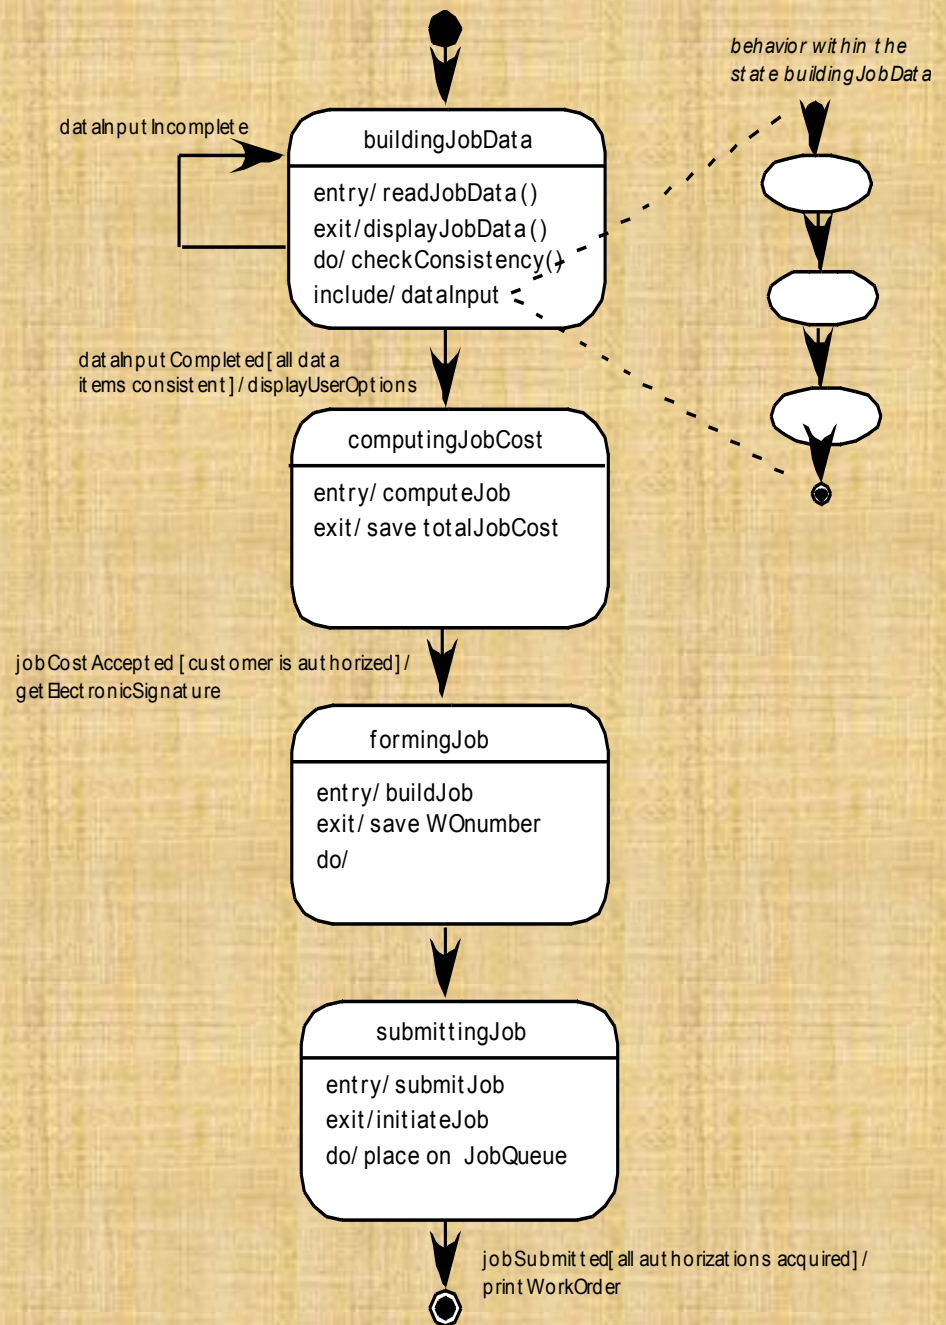 behavior within the
state buildingJobData
dataInputIncomplete
buildingJobData
entry/ readJobData()
exit/displayJobData()
do/ checkConsistency()
include/ dataInput
dataInputCompleted[all data
items consistent]/ displayUserOptions
computingJobCost
entry/ computeJob
exit/ save totalJobCost
jobCostAccepted [customer is authorized]/
getElectronicSignature
formingJob
entry/ buildJob
exit/ save WOnumber
do/
submittingJob
entry/ submitJob
exit/initiateJob
do/ place on JobQueue
jobSubmitted[all authorizations acquired]/
printWorkOrder